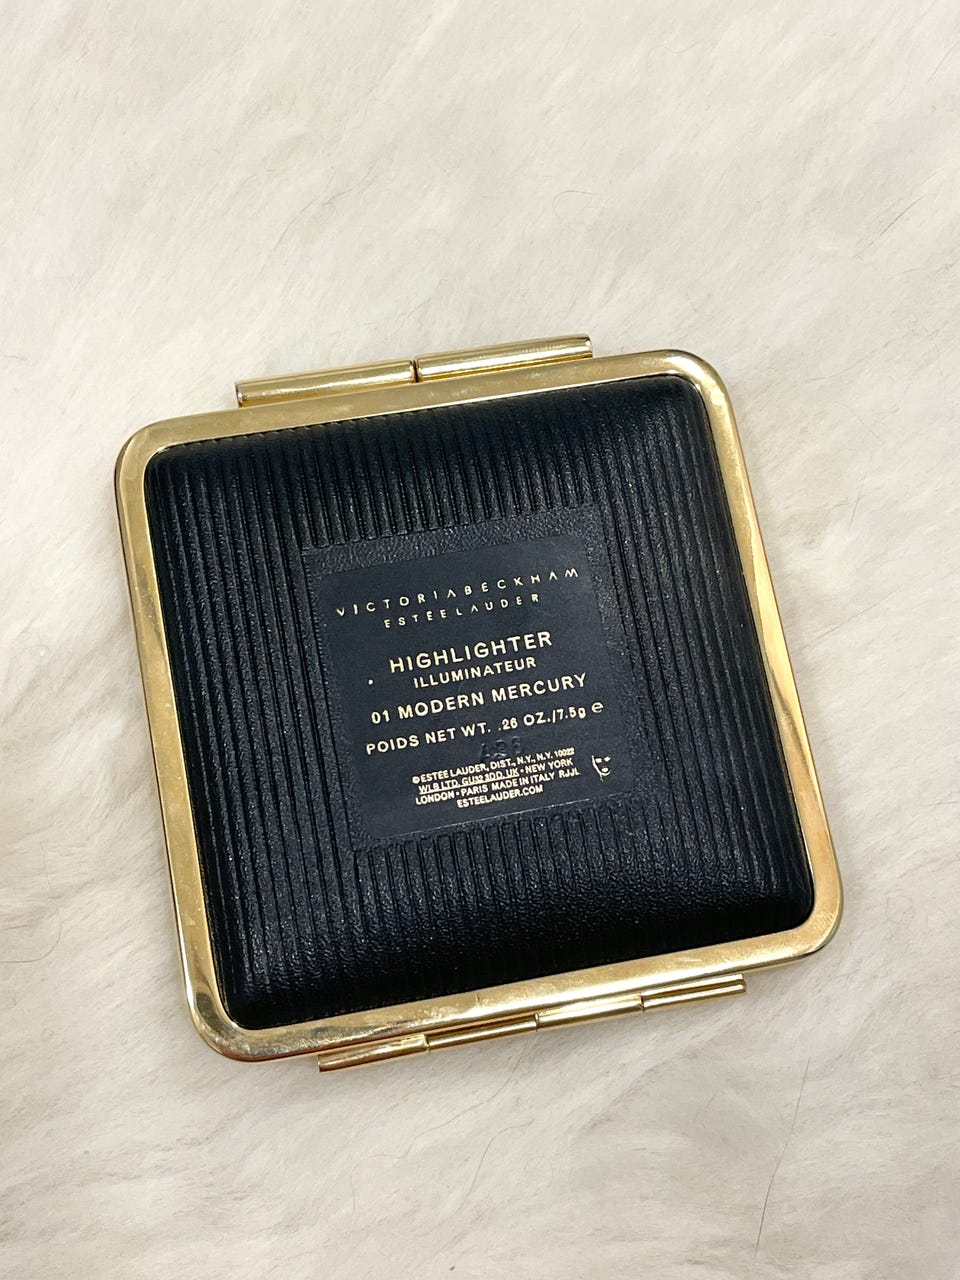 VICTORIABECKHAM
ESTĒELAUDER
HIGHLIGHTER
ILLUMINATEUR
01 MODERN MERCURY
POIDS NET WT. .26 OZ./7.5g ℮
©ESTEE LAUDER, DIST., N.Y., N.Y. 10022
WLB LTD. GU32 3DD, UK • NEW YORK
LONDON • PARIS MADE IN ITALY RJJL
ESTEELAUDER.COM